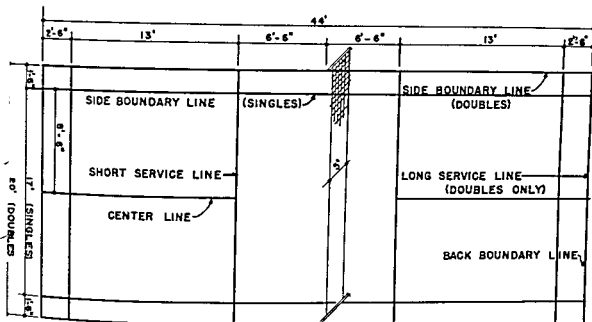 44'
2'-6" 13' 6'-6" 6'-6" 13' 2'-6"
1'-6"
SIDE BOUNDARY LINE (SINGLES)
SIDE BOUNDARY LINE
(DOUBLES)
8'-6"
SHORT SERVICE LINE
CENTER LINE
LONG SERVICE LINE
(DOUBLES ONLY)
17' (SINGLES)
20' (DOUBLES
BACK BOUNDARY LINE
1'-6"